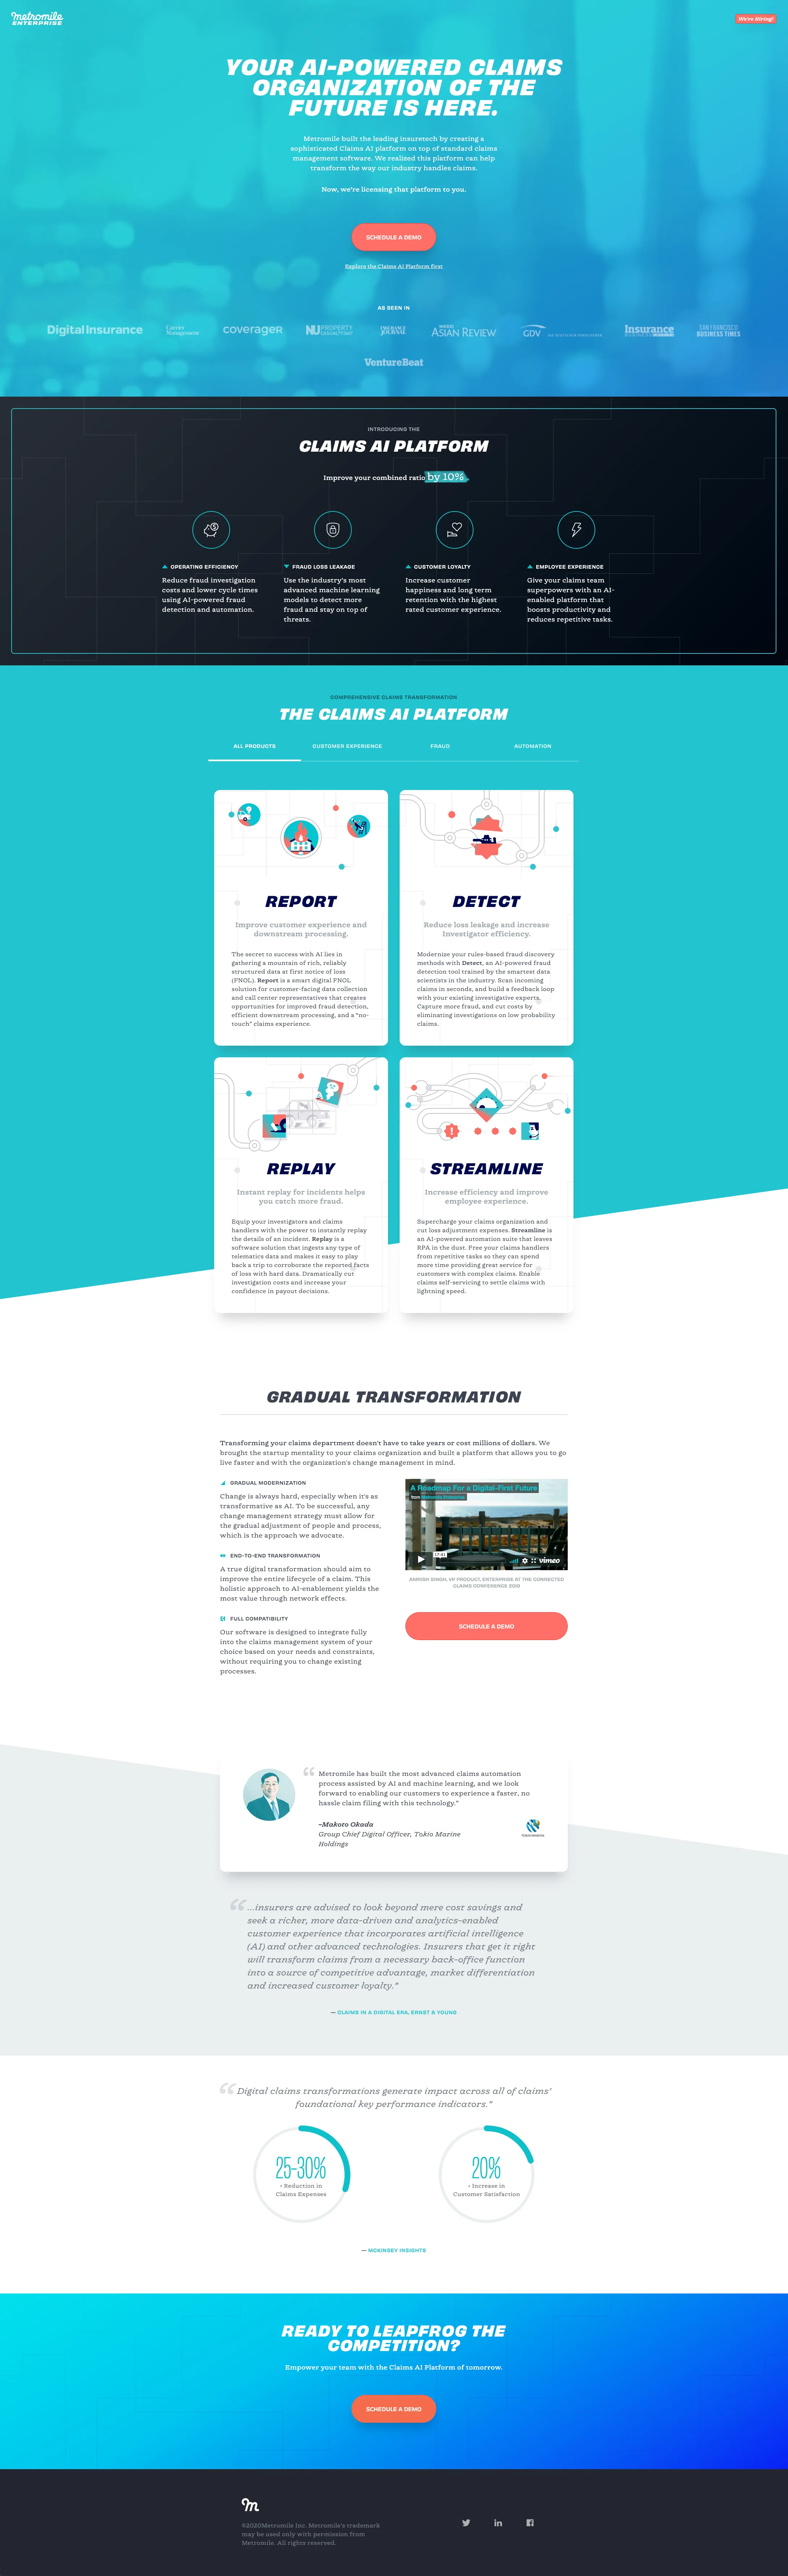 metromile
ENTERPRISE
We're Hiring!
YOUR AI-POWERED CLAIMS
ORGANIZATION OF THE
FUTURE IS HERE.
Metromile built the leading insuretech by creating a
sophisticated Claims AI platform on top of standard claims
management software. We realized this platform can help
transform the way our industry handles claims.
Now, we're licensing that platform to you.
SCHEDULE A DEMO
Explore the Claims AI Platform first
AS SEEN IN
Digital Insurance
Carrier
Management
coverager
NU PROPERTY
CASUALTY360°
INSURANCE
JOURNAL
ASIAN REVIEW
GDV
Insurance
BUSINESS
SAN FRANCISCO
BUSINESS TIMES
VentureBeat
INTRODUCING THE
CLAIMS AI PLATFORM
Improve your combined ratio by 10%
OPERATING EFFICIENCY
Reduce fraud investigation
costs and lower cycle times
using AI-powered fraud
detection and automation.
FRAUD LOSS LEAKAGE
Use the industry's most
advanced machine learning
models to detect more
fraud and stay on top of
threats.
CUSTOMER LOYALTY
Increase customer
happiness and long term
retention with the highest
rated customer experience.
EMPLOYEE EXPERIENCE
Give your claims team
superpowers with an AI-
enabled platform that
boosts productivity and
reduces repetitive tasks.
COMPREHENSIVE CLAIMS TRANSFORMATION
THE CLAIMS AI PLATFORM
ALL PRODUCTS
CUSTOMER EXPERIENCE
FRAUD
AUTOMATION
REPORT
Improve customer experience and
downstream processing.
The secret to success with AI lies in
gathering a mountain of rich, reliably
structured data at first notice of loss
(FNOL). Report is a smart digital FNOL
solution for customer-facing data collection
and call center representatives that creates
opportunities for improved fraud detection,
efficient downstream processing, and a "no-
touch" claims experience.
DETECT
Reduce loss leakage and increase
Investigator efficiency.
Modernize your rules-based fraud discovery
methods with Detect, an AI-powered fraud
detection tool trained by the smartest data
scientists in the industry. Scan incoming
claims in seconds, and build a feedback loop
with your existing investigative experts.
Capture more fraud, and cut costs by
eliminating investigations on low probability
claims.
REPLAY
Instant replay for incidents helps
you catch more fraud.
Equip your investigators and claims
handlers with the power to instantly replay
the details of an incident. Replay is a
software solution that ingests any type of
telematics data and makes it easy to play
back a trip to corroborate the reported facts
of loss with hard data. Dramatically cut
investigation costs and increase your
confidence in payout decisions.
STREAMLINE
Increase efficiency and improve
employee experience.
Supercharge your claims organization and
cut loss adjustment expenses. Streamline is
an AI-powered automation suite that leaves
RPA in the dust. Free your claims handlers
from repetitive tasks so they can spend
more time providing great service for
customers with complex claims. Enable
claims self-servicing to settle claims with
lightning speed.
GRADUAL TRANSFORMATION
Transforming your claims department doesn't have to take years or cost millions of dollars. We
brought the startup mentality to your claims organization and built a platform that allows you to go
live faster and with the organization's change management in mind.
GRADUAL MODERNIZATION
Change is always hard, especially when it's as
transformative as AI. To be successful, any
change management strategy must allow for
the gradual adjustment of people and process,
which is the approach we advocate.
END-TO-END TRANSFORMATION
A true digital transformation should aim to
improve the entire lifecycle of a claim. This
holistic approach to AI-enablement yields the
most value through network effects.
FULL COMPATIBILITY
Our software is designed to integrate fully
into the claims management system of your
choice based on your needs and constraints,
without requiring you to change existing
processes.
A Roadmap For a Digital-First Future
from Metromile Enterprise
17:41
vimeo
AMRISH SINGH, VP PRODUCT, ENTERPRISE AT THE CONNECTED
CLAIMS CONFERENCE 2019
SCHEDULE A DEMO
“ Metromile has built the most advanced claims automation
process assisted by AI and machine learning, and we look
forward to enabling our customers to experience a faster, no
hassle claim filing with this technology."
–Makoto Okada
Group Chief Digital Officer, Tokio Marine
Holdings
TOKIO MARINE
“ ...insurers are advised to look beyond mere cost savings and
seek a richer, more data-driven and analytics-enabled
customer experience that incorporates artificial intelligence
(AI) and other advanced technologies. Insurers that get it right
will transform claims from a necessary back-office function
into a source of competitive advantage, market differentiation
and increased customer loyalty."
— CLAIMS IN A DIGITAL ERA, ERNST & YOUNG
“ Digital claims transformations generate impact across all of claims'
foundational key performance indicators."
25-30%
Reduction in
Claims Expenses
20%
Increase in
Customer Satisfaction
— MCKINSEY INSIGHTS
READY TO LEAPFROG THE
COMPETITION?
Empower your team with the Claims AI Platform of tomorrow.
SCHEDULE A DEMO
m
©2020Metromile Inc. Metromile's trademark
may be used only with permission from
Metromile. All rights reserved.